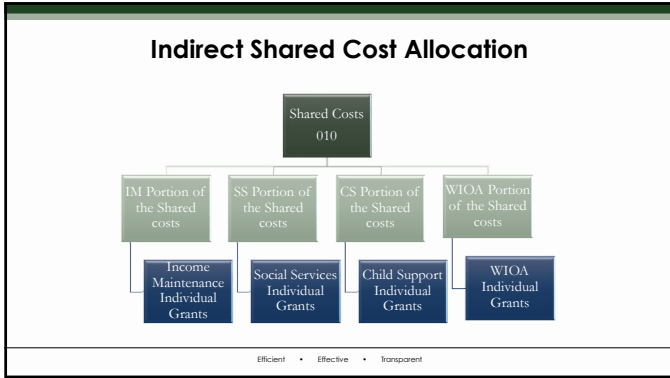 Indirect Shared Cost Allocation
Shared Costs
010
IM Portion of
the Shared
costs
SS Portion of
the Shared
costs
CS Portion of
the Shared
costs
WIOA Portion
of the Shared
costs
Income
Maintenance
Individual
Grants
Social Services
Individual
Grants
Child Support
Individual
Grants
WIOA
Individual
Grants
Efficient • Effective • Transparent